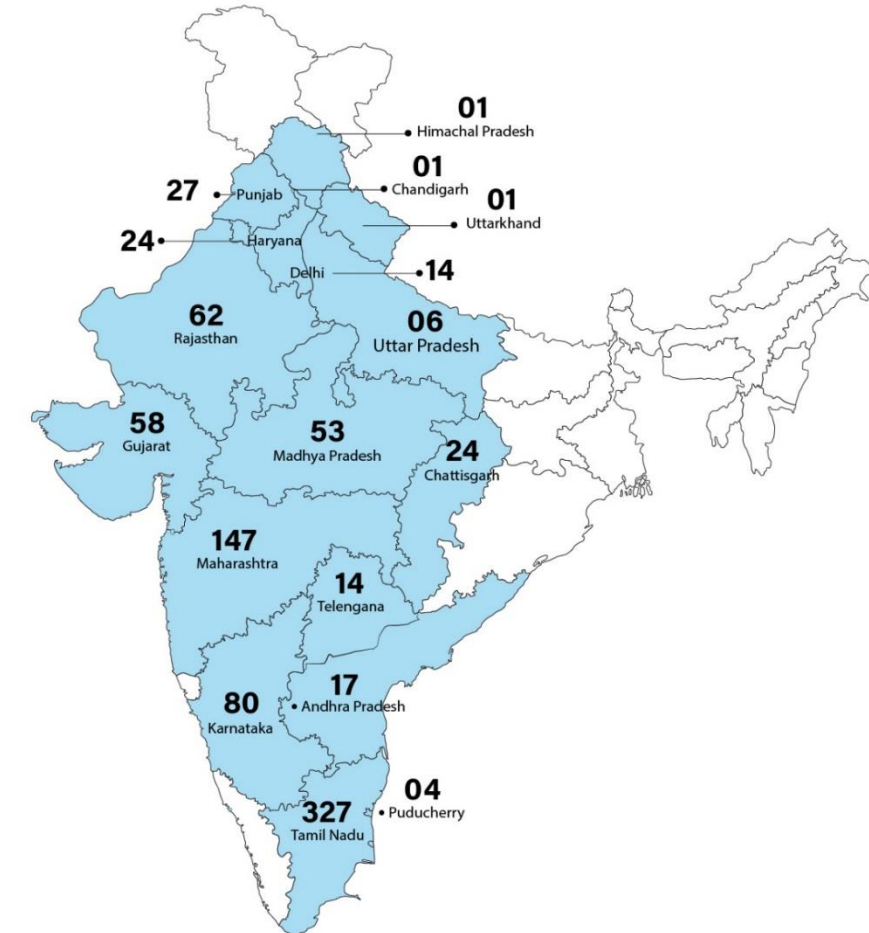 01
Himachal Pradesh
01
Chandigarh
27
Punjab
01
Uttarkhand
24
Haryana
Delhi
14
62
Rajasthan
06
Uttar Pradesh
58
Gujarat
53
Madhya Pradesh
24
Chattisgarh
147
Maharashtra
14
Telengana
80
Karnataka
17
Andhra Pradesh
04
Puducherry
327
Tamil Nadu